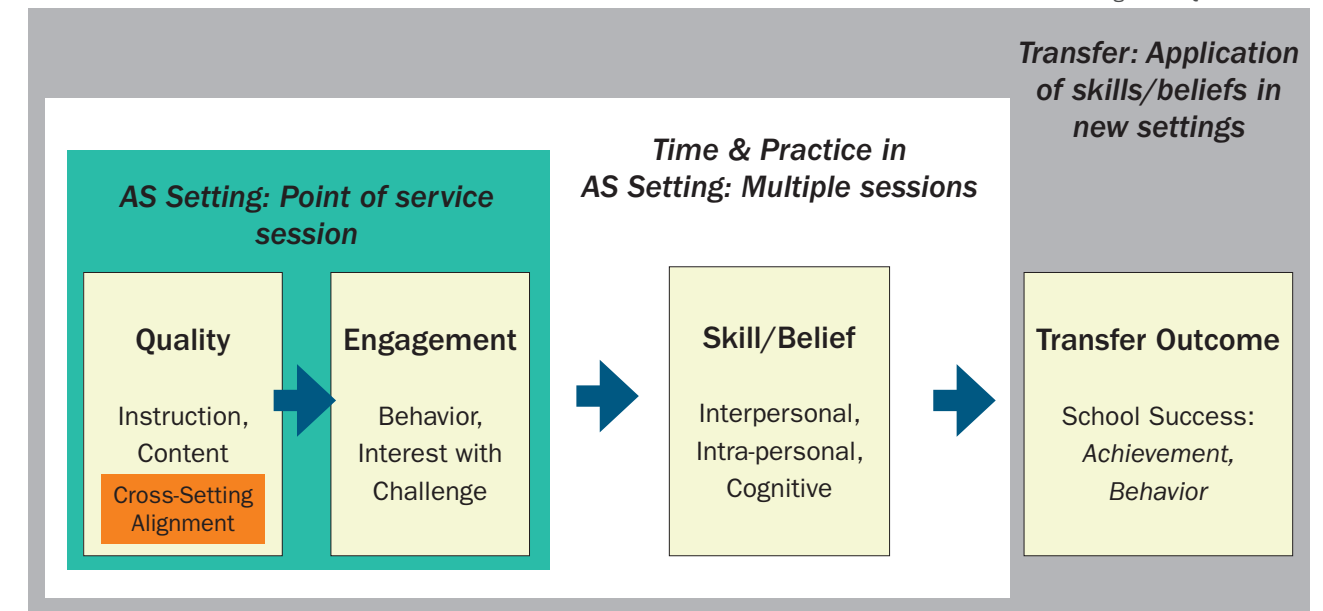 Transfer: Application
of skills/beliefs in
new settings
Time & Practice in
AS Setting: Multiple sessions
AS Setting: Point of service
session
Quality
Instruction,
Content
Cross-Setting
Alignment
Engagement
Behavior,
Interest with
Challenge
Skill/Belief
Interpersonal,
Intra-personal,
Cognitive
Transfer Outcome
School Success:
Achievement,
Behavior